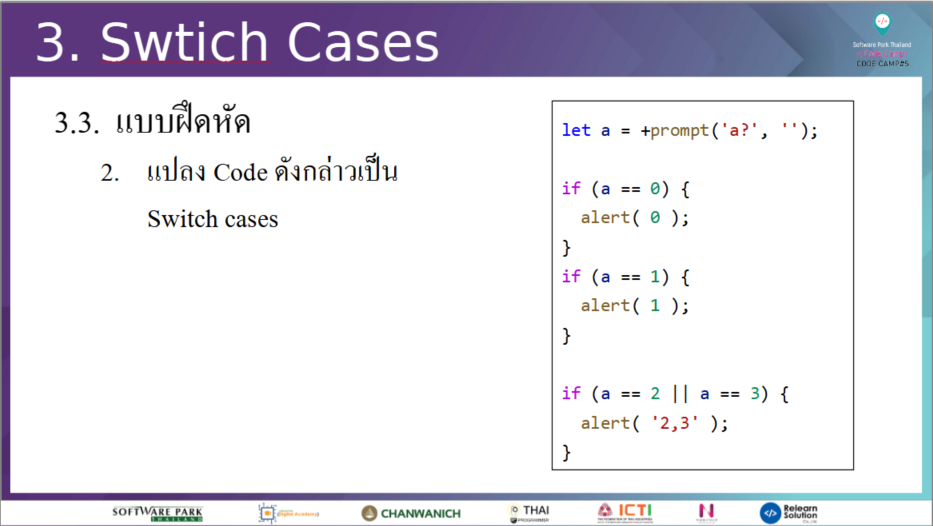 3. Swtich Cases
Software Park Thailand
CODE CAMP#5
3.3. แบบฝึดหัด
2. แปลง Code ดังกล่าวเป็น
Switch cases
let a = +prompt('a?', '');
if (a == 0) {
alert( 0 );
}
if (a == 1) {
alert( 1 );
}
if (a == 2 || a == 3) {
alert( '2,3' );
}
SOFTWARE PARK
THAILAND
Digital Academy
CHANWANICH
THAI
PROGRAMMER
ICTI
N
Relearn
Solution
Co.,Ltd.